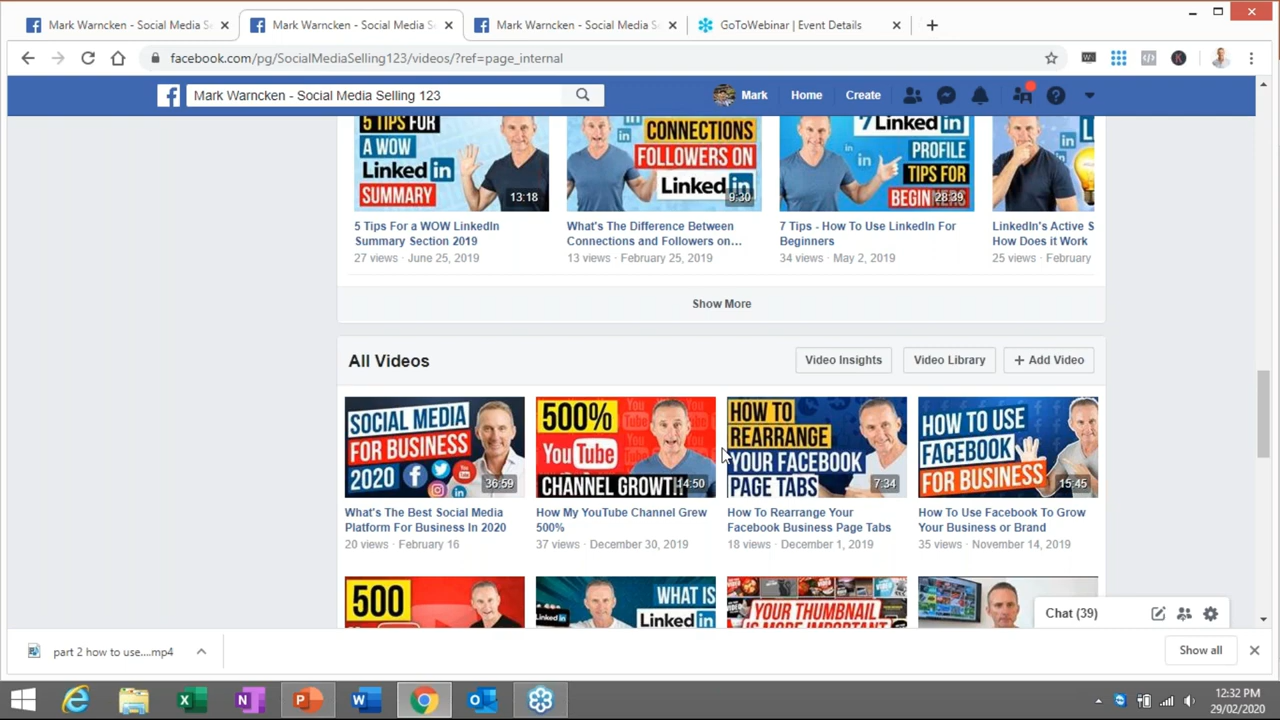 Mark Warncken - Social Media S
Mark Warncken - Social Media S
Mark Warncken - Social Media S
GoToWebinar | Event Details
facebook.com/pg/SocialMediaSelling123/videos/?ref=page_internal
Mark Warncken - Social Media Selling 123
Mark
Home
Create
5 TIPS FOR
A WOW
Linkedin
SUMMARY
13:18
CONNECTIONS
FOLLOWERS ON
Linkedin
9:30
7 Linkedin
PROFILE
TIPS FOR
BEGINNERS
28:39
5 Tips For a WOW LinkedIn
Summary Section 2019
27 views · June 25, 2019
What's The Difference Between
Connections and Followers on...
13 views · February 25, 2019
7 Tips - How To Use LinkedIn For
Beginners
34 views · May 2, 2019
LinkedIn's Active S
How Does it Work
25 views · February
Show More
All Videos
Video Insights
Video Library
+ Add Video
SOCIAL MEDIA
FOR BUSINESS
2020
36:59
500%
YouTube
CHANNEL GROWTH
14:50
HOW TO
REARRANGE
YOUR FACEBOOK
PAGE TABS
7:34
HOW TO USE
FACEBOOK
FOR BUSINESS
15:45
What's The Best Social Media
Platform For Business In 2020
20 views · February 16
How My YouTube Channel Grew
500%
37 views · December 30, 2019
How To Rearrange Your
Facebook Business Page Tabs
18 views · December 1, 2019
How To Use Facebook To Grow
Your Business or Brand
35 views · November 14, 2019
500
WHAT IS
Linkedin
YOUR THUMBNAIL
IS MORE IMPORTANT
Chat (39)
part 2 how to use....mp4
Show all
12:32 PM
29/02/2020